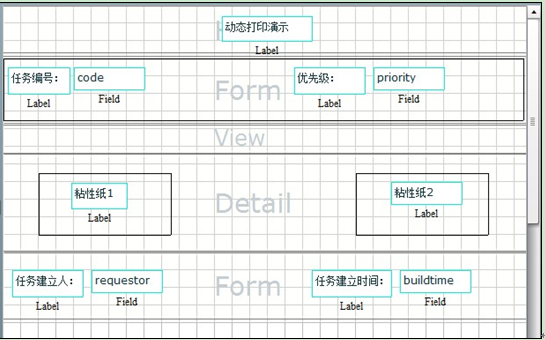 动态打印演示
Label
任务编号：
code
优先级：
priority
Label
Field
Form
Label
Field
View
粘性纸1
粘性纸2
Label
Detail
Label
任务建立人：
requestor
任务建立时间：
buildtime
Label
Field
Form
Label
Field